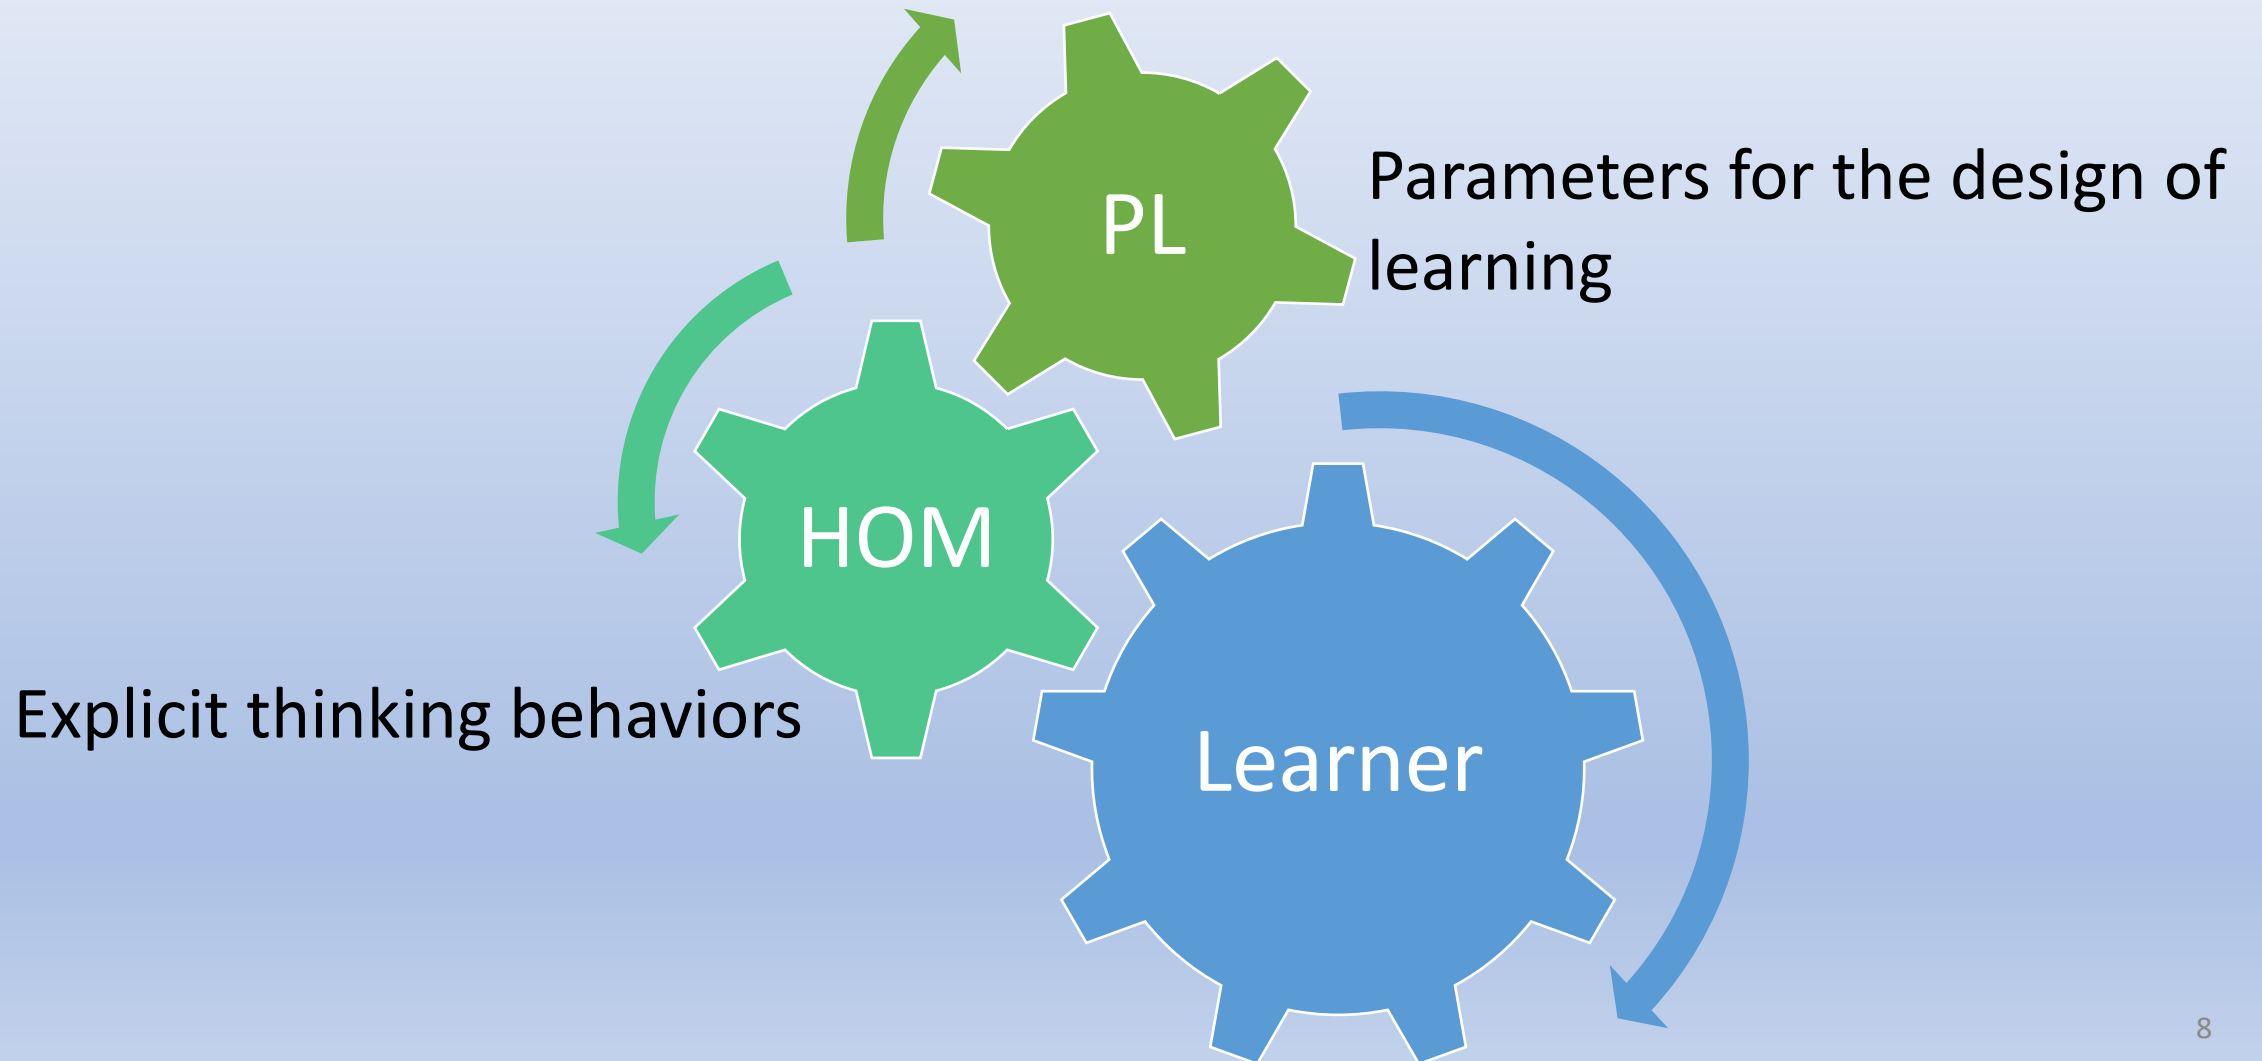 PL
Parameters for the design of
learning
HOM
Explicit thinking behaviors
Learner
8